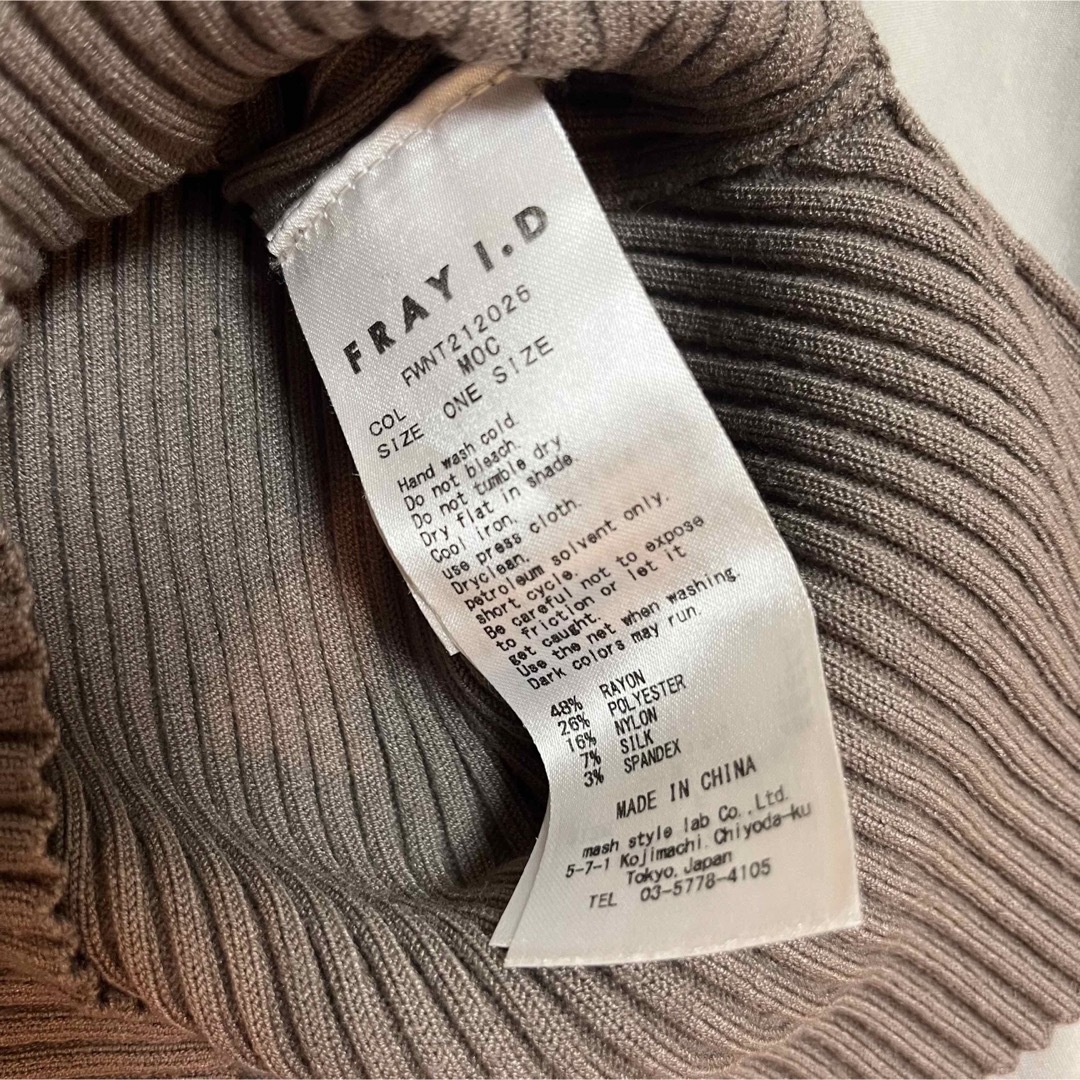 FRAY I.D
FWNT212026
COL MOC
SIZE ONE SIZE
Hand wash cold.
Do not bleach.
Do not tumble dry
Dry flat in shade.
Cool iron.
use press cloth.
Dryclean.
petroleum solvent only.
short cycle.
Be careful not to expose
to friction or let it
get caught.
Use the net when washing.
Dark colors may run.
48% RAYON
26% POLYESTER
16% NYLON
7% SILK
3% SPANDEX
MADE IN CHINA
mash style lab Co.,Ltd.
5-7-1 Kojimachi.Chiyoda-ku
Tokyo.Japan
TEL 03-5778-4105